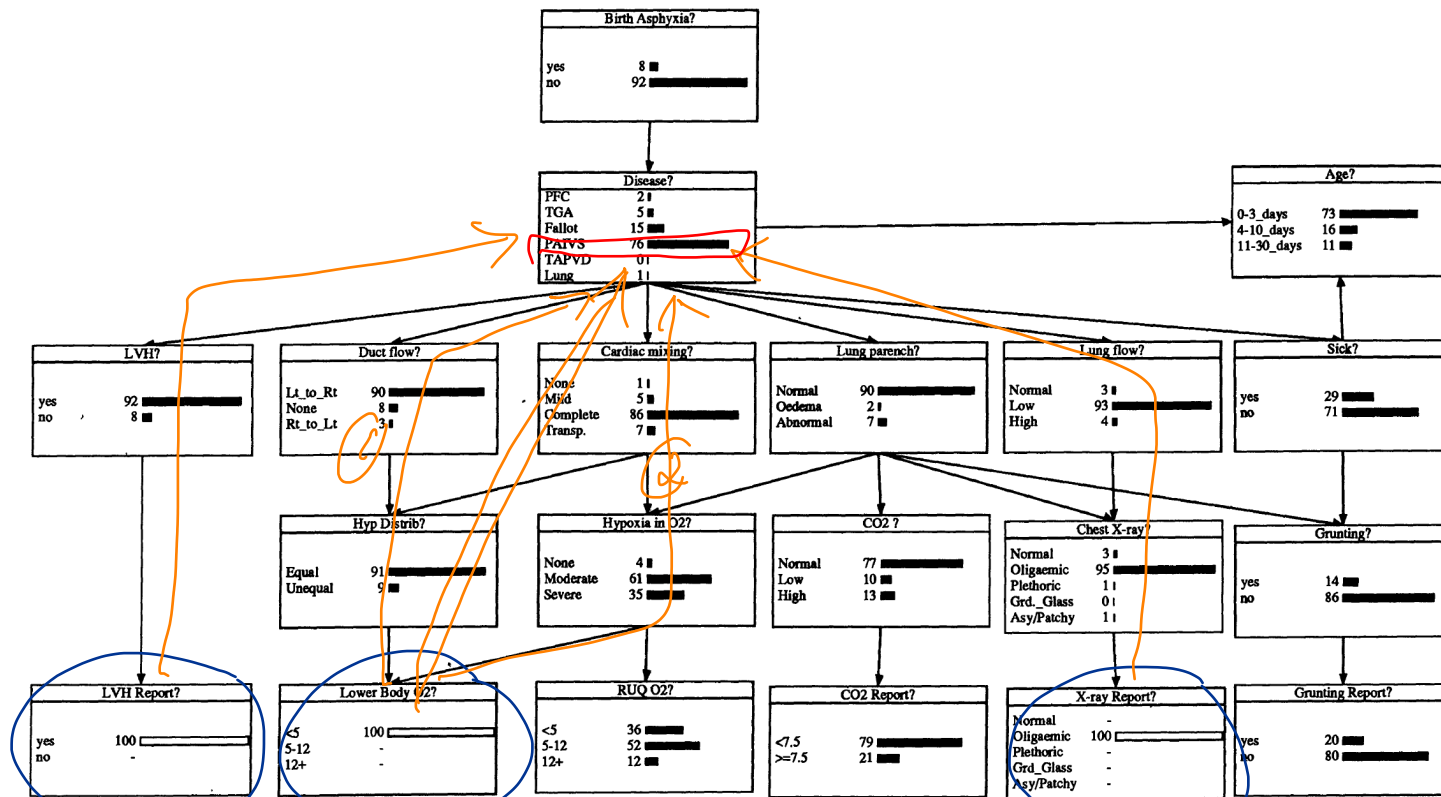 Birth Asphyxia?
yes 8
no 92
Disease?
PFC 2
TGA 5
Fallot 15
PAIVS 76
TAPVD 0
Lung 1
Age?
0-3_days 73
4-10_days 16
11-30_days 11
LVH?
yes 92
no 8
Duct flow?
Lt_to_Rt 90
None 8
Rt_to_Lt 3
Cardiac mixing?
None 1
Mild 5
Complete 86
Transp. 7
Lung parench?
Normal 90
Oedema 2
Abnormal 7
Lung flow?
Normal 3
Low 93
High 4
Sick?
yes 29
no 71
Hyp Distrib?
Equal 91
Unequal 9
Hypoxia in O2?
None 4
Moderate 61
Severe 35
CO2 ?
Normal 77
Low 10
High 13
Chest X-ray?
Normal 3
Oligaemic 95
Plethoric 1
Grd._Glass 0
Asy/Patchy 1
Grunting?
yes 14
no 86
LVH Report?
yes 100
no -
Lower Body O2?
<5 100
5-12 -
12+ -
RUQ O2?
<5 36
5-12 52
12+ 12
CO2 Report?
<7.5 79
>=7.5 21
X-ray Report?
Normal -
Oligaemic 100
Plethoric -
Grd_Glass -
Asy/Patchy -
Grunting Report?
yes 20
no 80